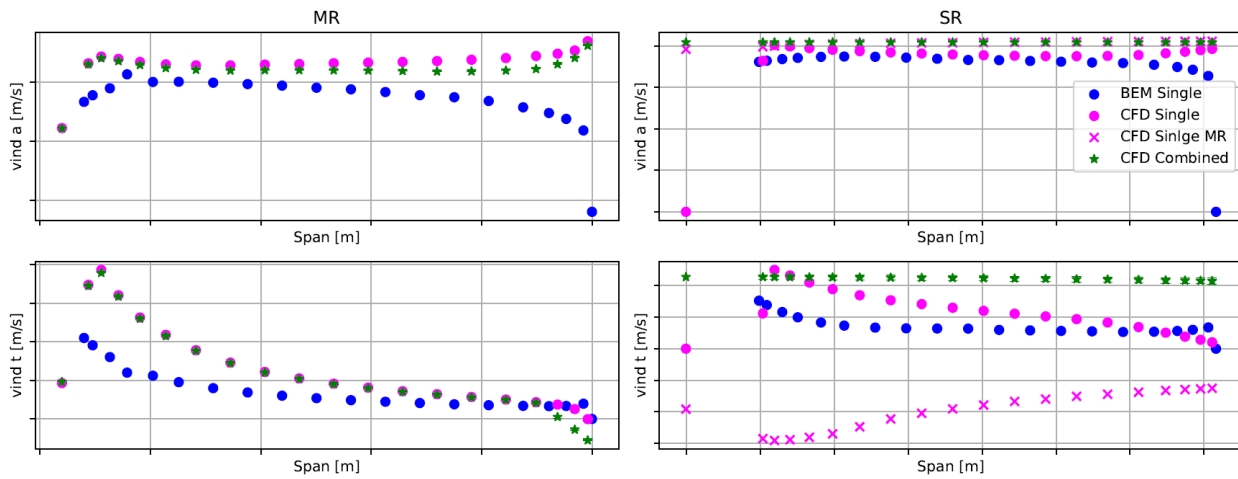 MR
SR
vind a [m/s]
vind a [m/s]
BEM Single
CFD Single
CFD Sinlge MR
CFD Combined
Span [m]
Span [m]
vind t [m/s]
vind t [m/s]
Span [m]
Span [m]